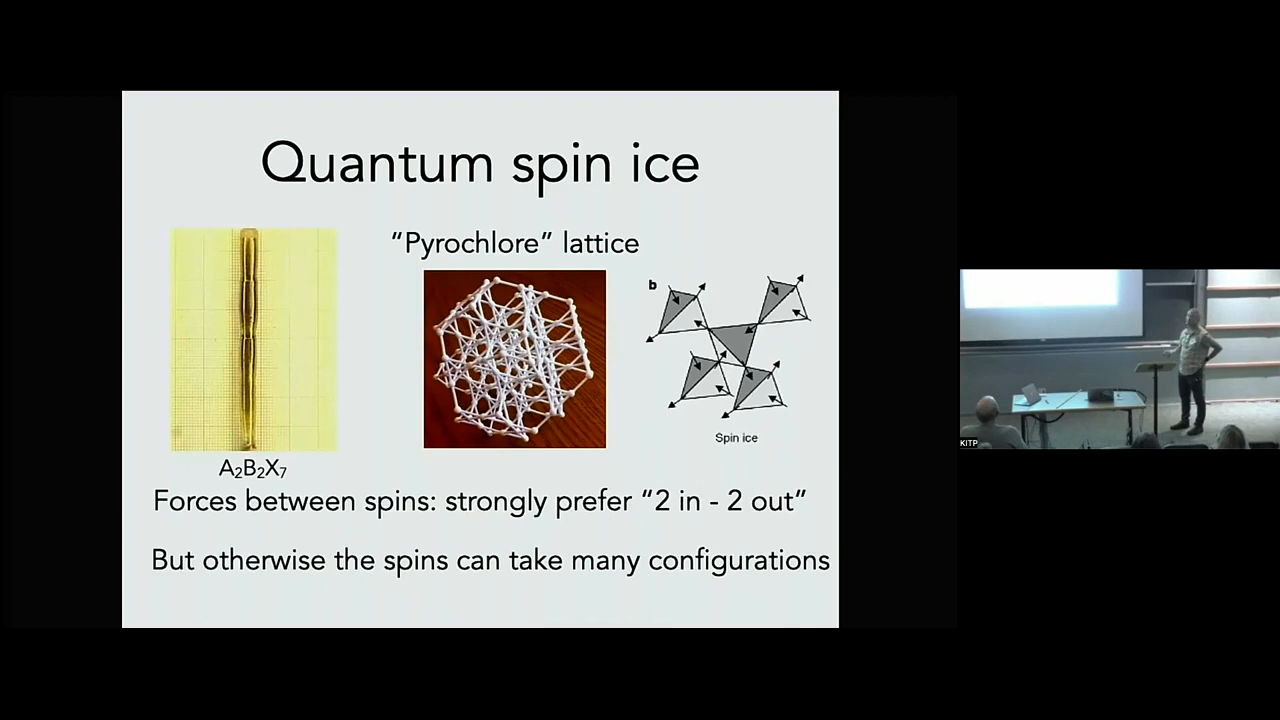 Quantum spin ice
“Pyrochlore” lattice
b
Spin ice
A₂B₂X₇
Forces between spins: strongly prefer “2 in - 2 out”
But otherwise the spins can take many configurations
KITP